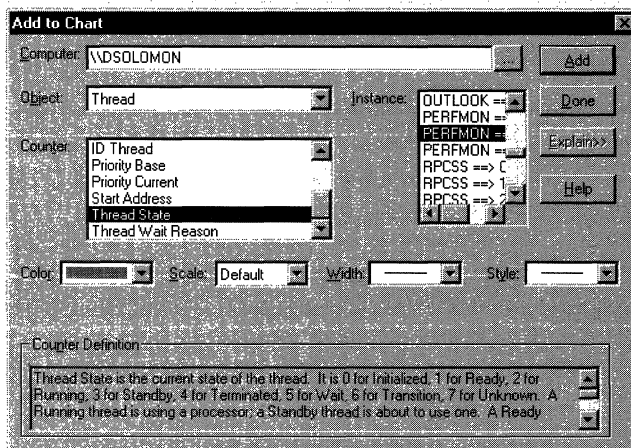 Add to Chart
Computer: \\DSOLOMON ... Add
Object: Thread Instance: OUTLOOK == Done
PERFMON ==
PERFMON ==
PERFMON ==
RPCSS ==> 0
RPCSS ==> 1
RPCSS ==> 2
Explain>>
Help
Counter: ID Thread
Priority Base
Priority Current
Start Address
Thread State
Thread Wait Reason
Color: Scale: Default Width: Style:
Counter Definition
Thread State is the current state of the thread. It is 0 for Initialized, 1 for Ready, 2 for
Running, 3 for Standby, 4 for Terminated, 5 for Wait, 6 for Transition, 7 for Unknown. A
Running thread is using a processor; a Standby thread is about to use one. A Ready